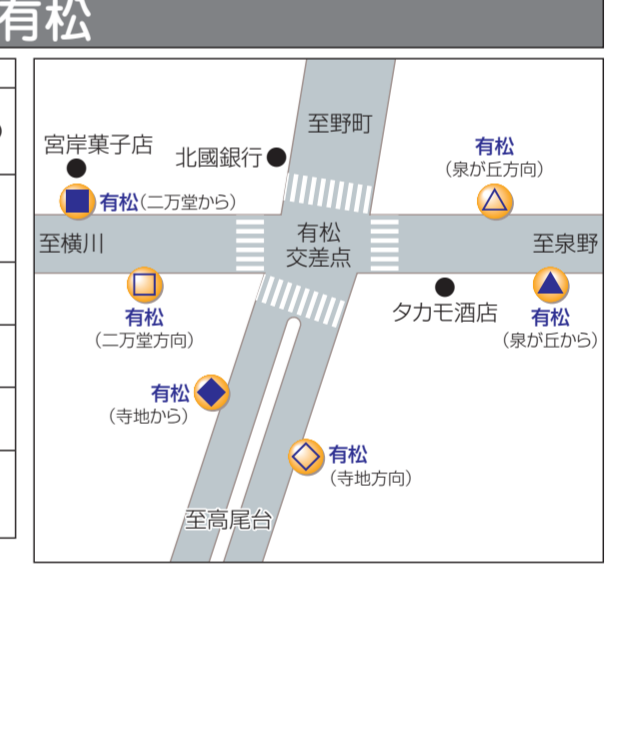 有松
至野町
宮岸菓子店
北國銀行
有松
(泉が丘方向)
有松(二万堂から)
至横川
有松
交差点
至泉野
タカモ酒店
有松
(二万堂方向)
有松
(泉が丘から)
有松
(寺地から)
有松
(寺地方向)
至高尾台